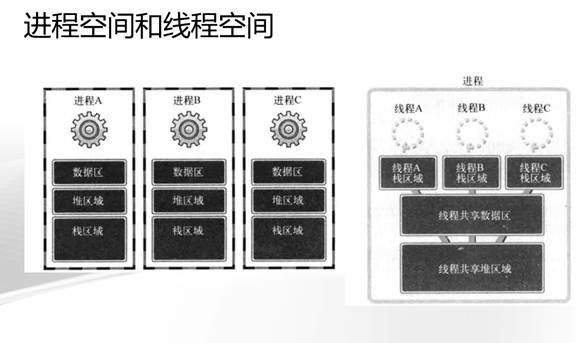 进程空间和线程空间
进程A
数据区
堆区域
栈区域
进程B
数据区
堆区域
栈区域
进程C
数据区
堆区域
栈区域
进程
线程A
线程B
线程C
线程A
栈区域
线程B
栈区域
线程C
栈区域
线程共享数据区
线程共享堆区域